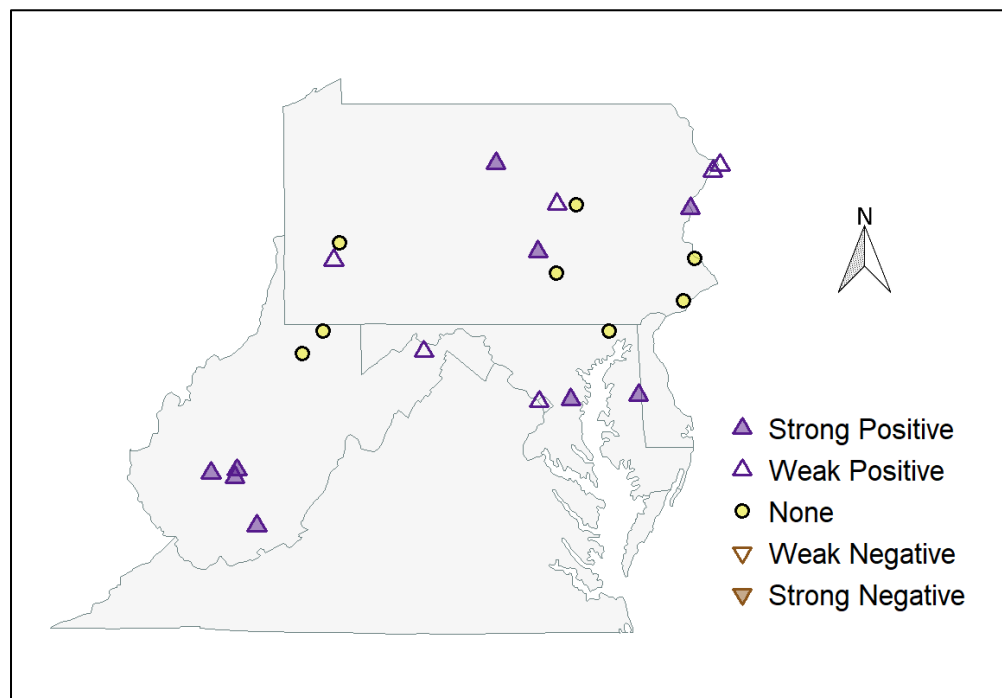 N
Strong Positive
Weak Positive
None
Weak Negative
Strong Negative